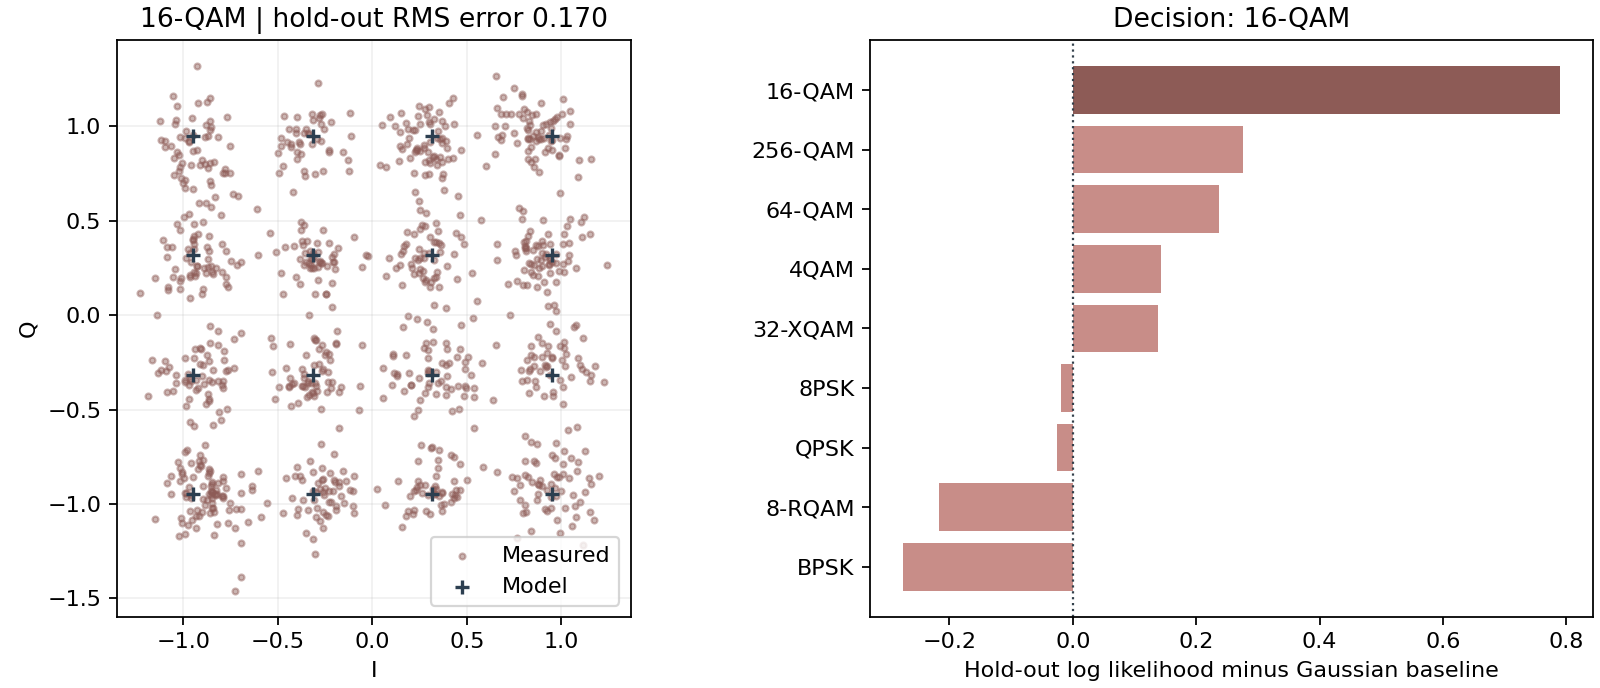 16-QAM | hold-out RMS error 0.170
1.0
0.5
0.0
−0.5
−1.0
−1.5
Q
−1.0
−0.5
0.0
0.5
1.0
I
Measured
Model
Decision: 16-QAM
16-QAM
256-QAM
64-QAM
4QAM
32-XQAM
8PSK
QPSK
8-RQAM
BPSK
−0.2
0.0
0.2
0.4
0.6
0.8
Hold-out log likelihood minus Gaussian baseline